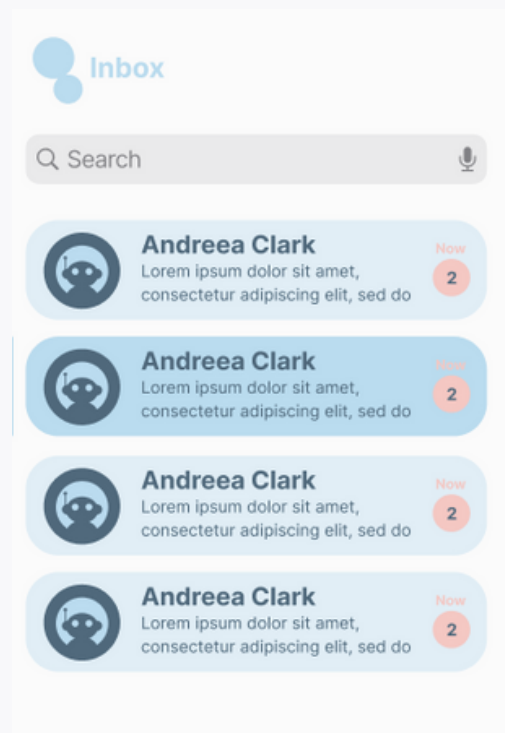 Inbox
Search
Andreea Clark
Now
Lorem ipsum dolor sit amet,
2
consectetur adipiscing elit, sed do
Andreea Clark
Now
Lorem ipsum dolor sit amet,
2
consectetur adipiscing elit, sed do
Andreea Clark
Now
Lorem ipsum dolor sit amet,
2
consectetur adipiscing elit, sed do
Andreea Clark
Now
Lorem ipsum dolor sit amet,
2
consectetur adipiscing elit, sed do